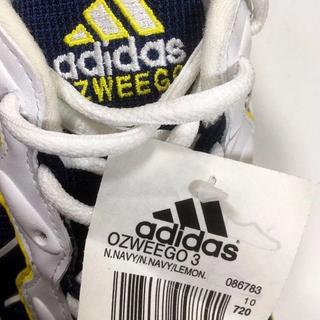 adidas
OZWEEGO
adidas
OZWEEGO 3
N.NAVY/N.NAVY/LEMON.
086783
10
720